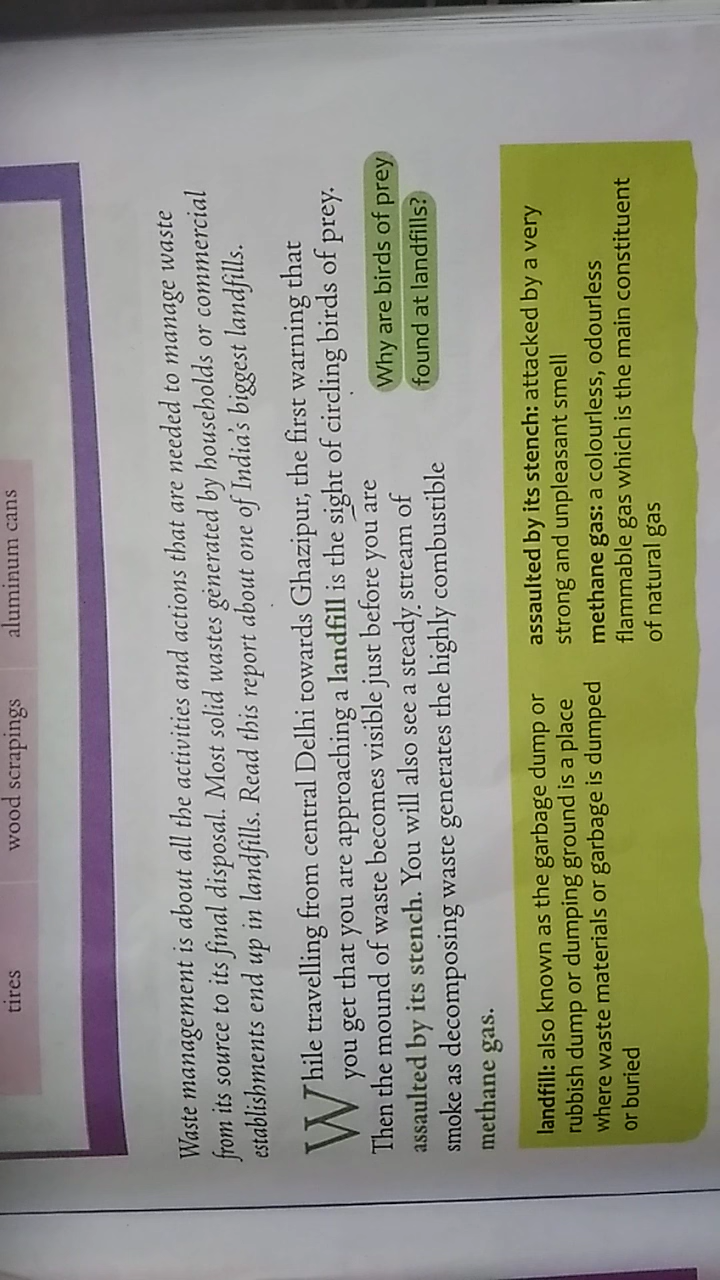 tires wood scrapings aluminum cans
Waste management is about all the activities and actions that are needed to manage waste
from its source to its final disposal. Most solid wastes generated by households or commercial
establishments end up in landfills. Read this report about one of India's biggest landfills.
While travelling from central Delhi towards Ghazipur, the first warning that
you get that you are approaching a landfill is the sight of circling birds of prey.
Then the mound of waste becomes visible just before you are
assaulted by its stench. You will also see a steady stream of
smoke as decomposing waste generates the highly combustible
methane gas.
Why are birds of prey
found at landfills?
landfill: also known as the garbage dump or
rubbish dump or dumping ground is a place
where waste materials or garbage is dumped
or buried
assaulted by its stench: attacked by a very
strong and unpleasant smell
methane gas: a colourless, odourless
flammable gas which is the main constituent
of natural gas